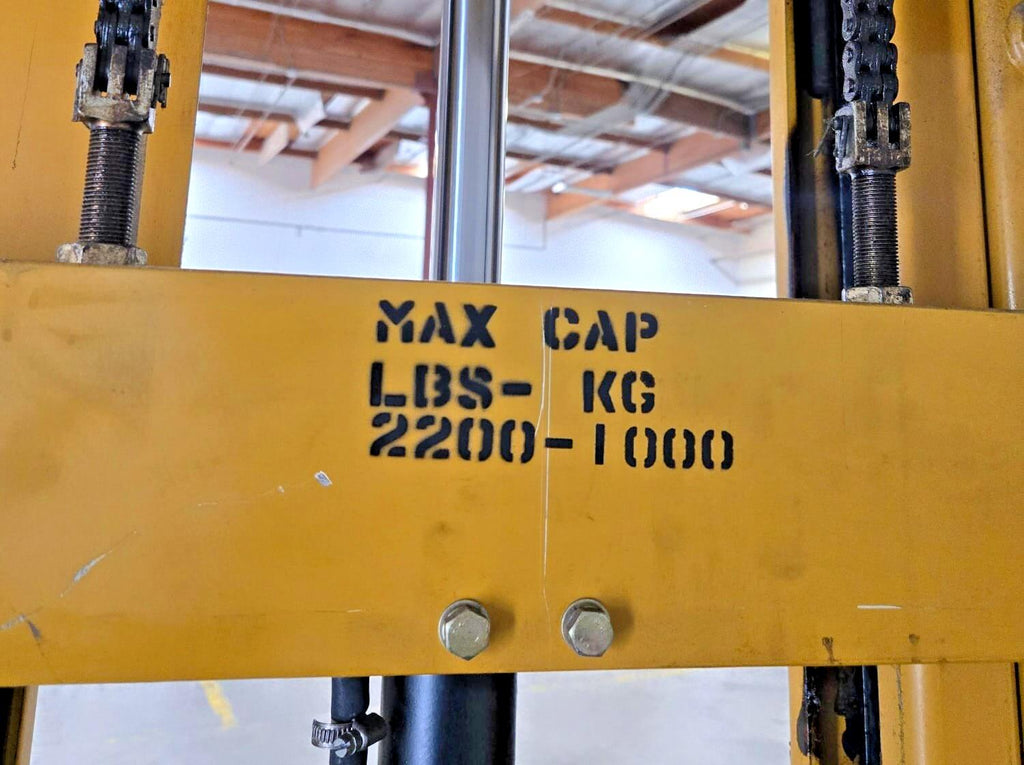 MAX CAP
LBS- KG
2200-1000